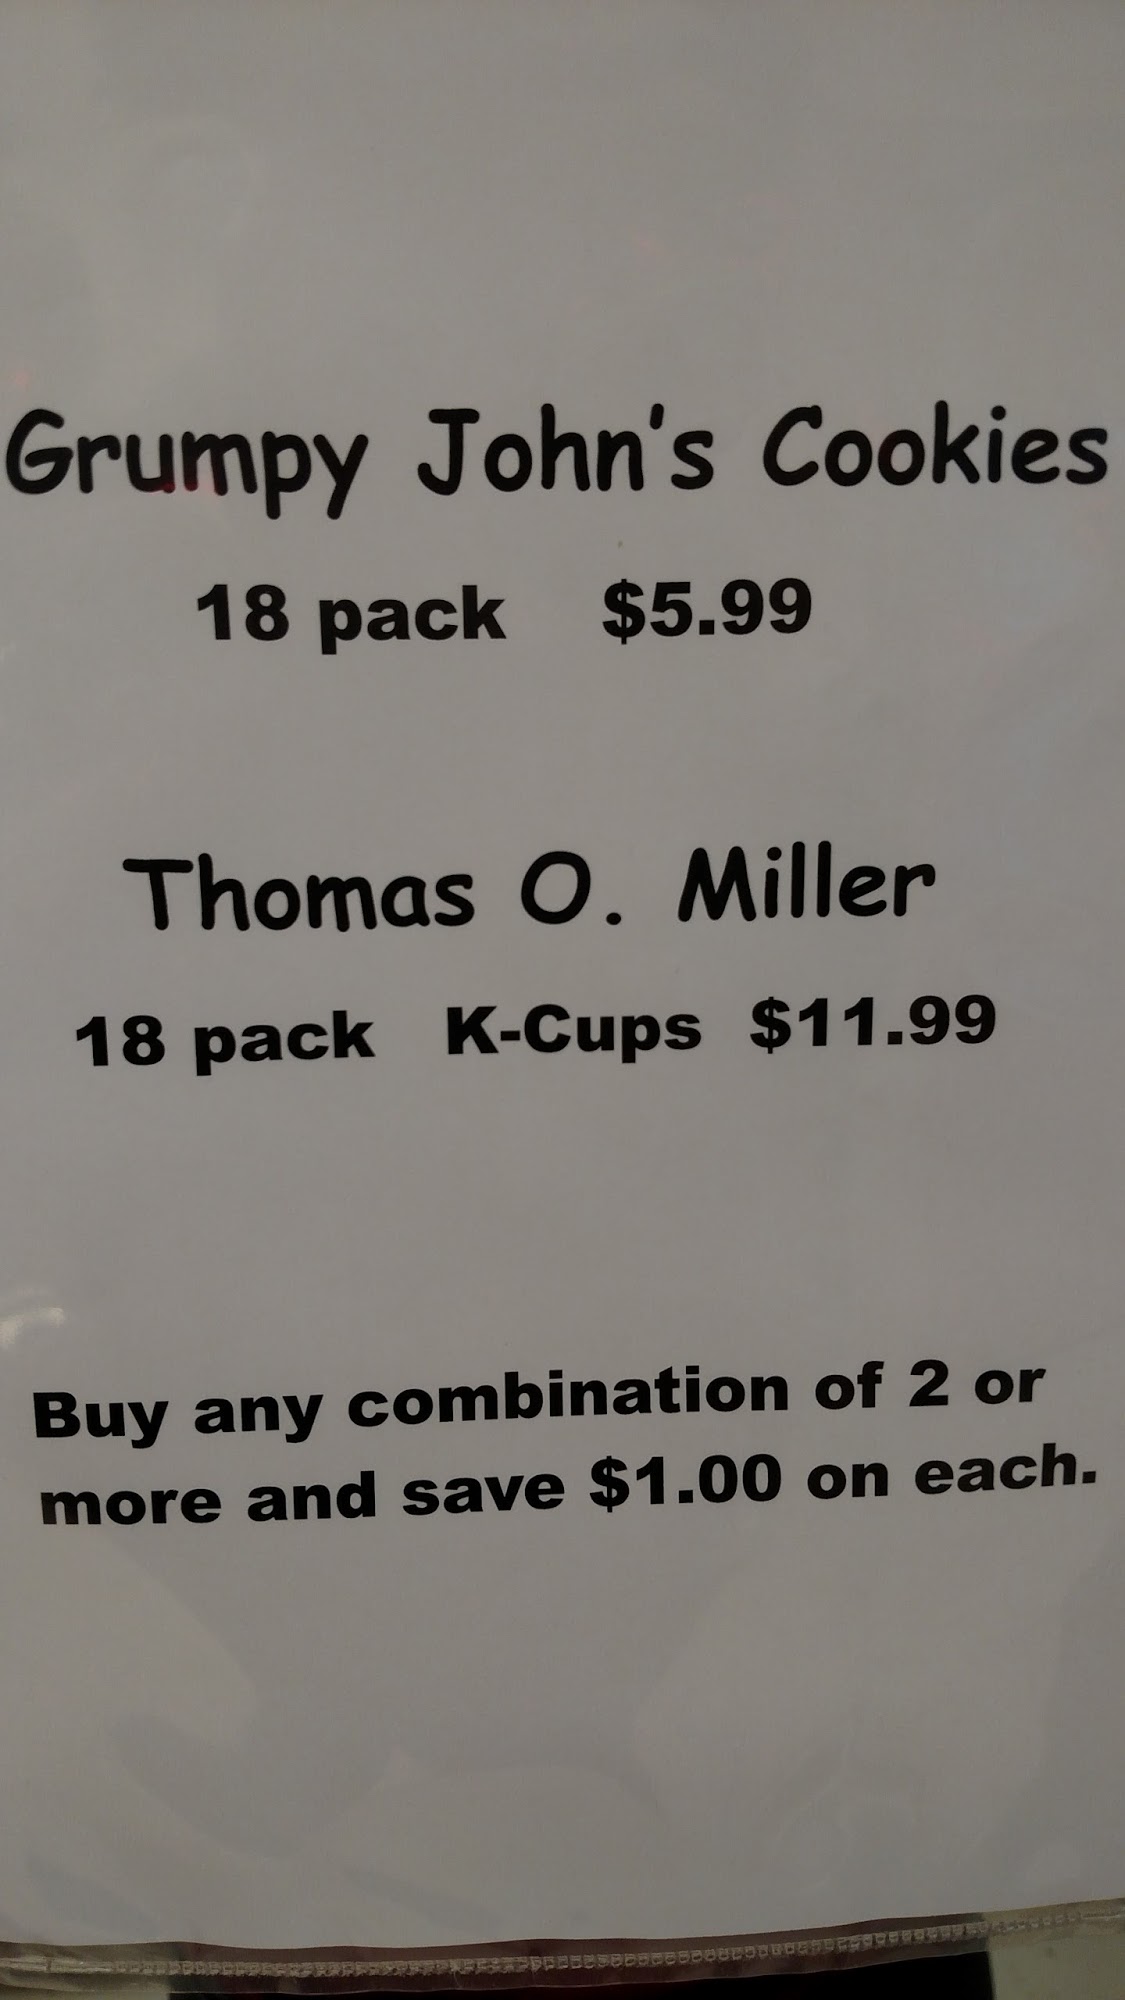 Grumpy John's Cookies
18 pack $5.99
Thomas O. Miller
18 pack K-Cups $11.99
Buy any combination of 2 or
more and save $1.00 on each.